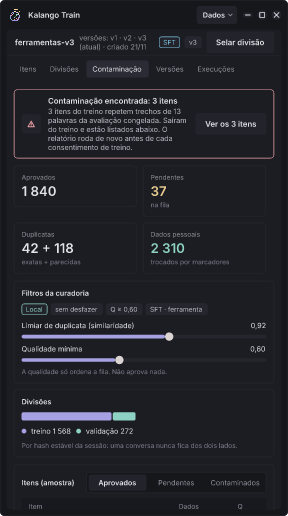 Kalango Train
Dados
ferramentas-v3
versões: v1 · v2 · v3
(atual) · criado 21/11
SFT
v3
Selar divisão
Itens
Divisões
Contaminação
Versões
Execuções
Contaminação encontrada: 3 itens
3 itens do treino repetem trechos de 13
palavras da avaliação congelada. Saíram
do treino e estão listados abaixo. O
relatório roda de novo antes de cada
consentimento de treino.
Ver os 3 itens
Aprovados
1 840
Pendentes
37
na fila
Duplicatas
42 + 118
exatas + parecidas
Dados pessoais
2 310
trocados por marcadores
Filtros da curadoria
Local
sem desfazer
Q ≥ 0,60
SFT · ferramenta
Limiar de duplicata (similaridade)
0,92
Qualidade mínima
0,60
A qualidade só ordena a fila. Não aprova nada.
Divisões
treino 1 568
validação 272
Por hash estável da sessão: uma conversa nunca fica dos dois lados.
Itens (amostra)
Aprovados
Pendentes
Contaminados
Item
Dados
Q